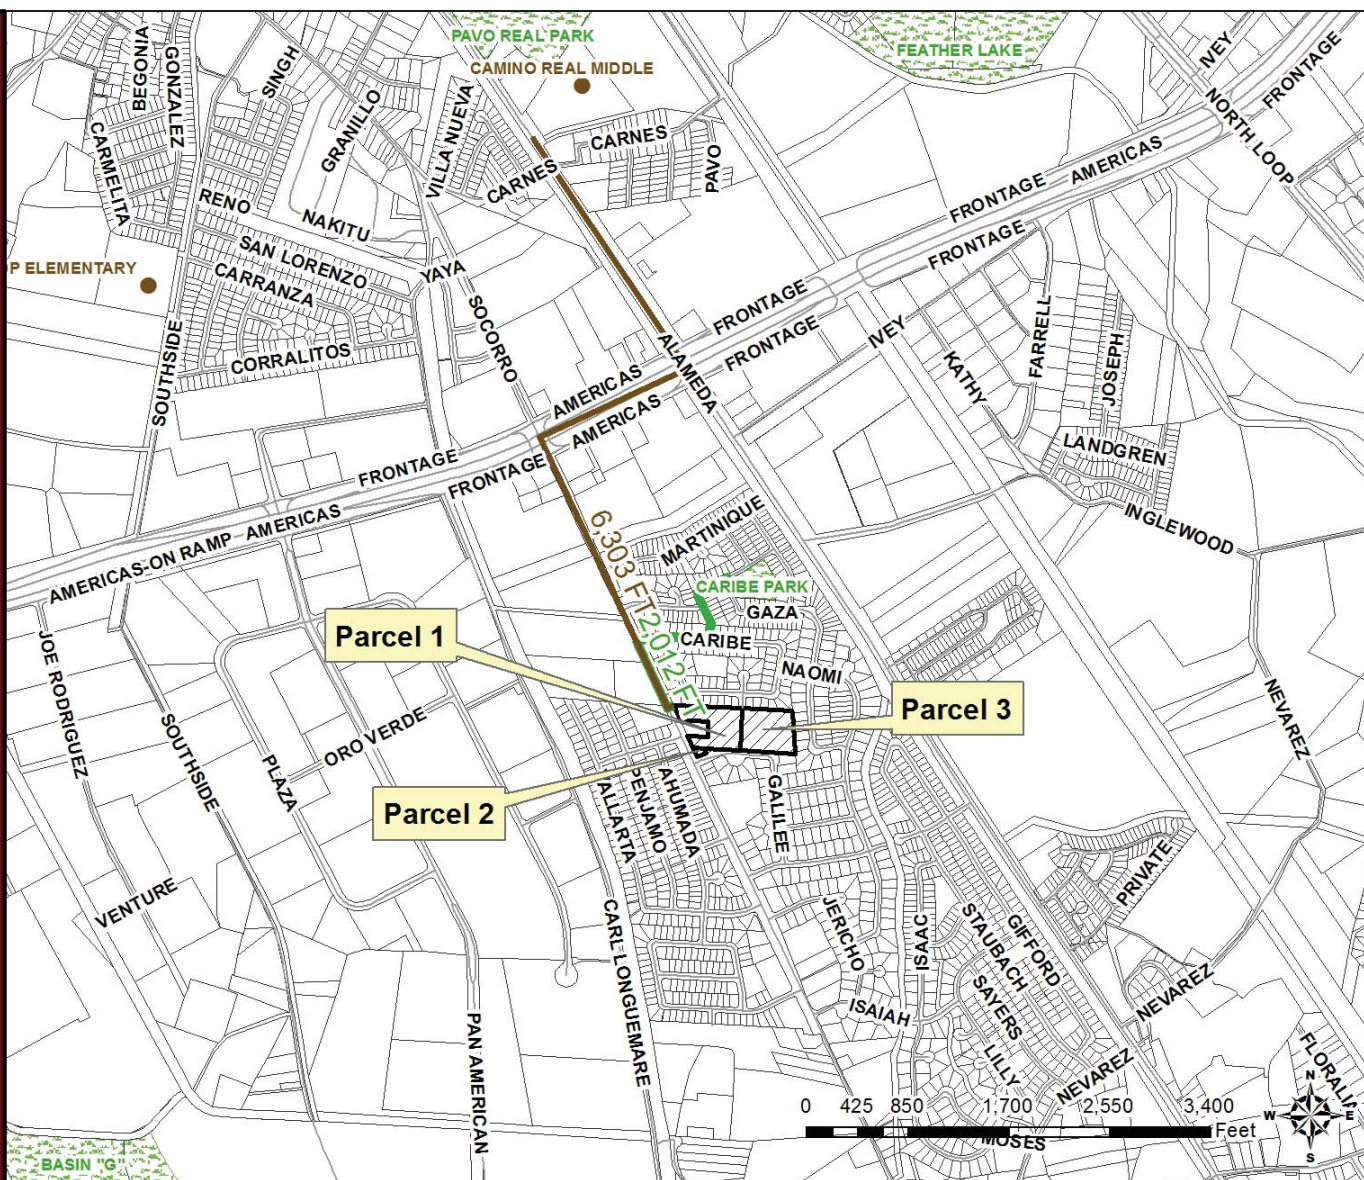 PAVO REAL PARK
FEATHER LAKE
CAMINO REAL MIDDLE
BEGONIA
GONZALEZ
SINGH
IVEY
FRONTAGE
GRANILLO
VILLA NUEVA
NORTH LOOP
CARMELITA
CARNES
CARNES
PAVO
AMERICAS
FRONTAGE
FRONTAGE
RENO
NAKITU
SAN LORENZO
YAYA
P ELEMENTARY
CARRANZA
SOCORRO
FRONTAGE
FRONTAGE
IVEY
FARRELL
CORRALITOS
ALAMEDA
KATHY
JOSEPH
SOUTHSIDE
AMERICAS
AMERICAS
LANDGREN
FRONTAGE
FRONTAGE
AMERICAS
AMERICAS-ON RAMP
6,303 FT
MARTINIQUE
INGLEWOOD
CARIBE PARK
GAZA
Parcel 1
CARIBE
2,012 FT
NAOMI
JOE RODRIGUEZ
Parcel 3
NEVAREZ
SOUTHSIDE
ORO VERDE
PLAZA
Parcel 2
VALLARTA
PENJAMO
AHUMADA
GALILEE
VENTURE
PRIVATE
CARL LONGUEMARE
JERICHO
ISAAC
STAUBACH
GIFFORD
ISAIAH
SAYERS
NEVAREZ
PAN AMERICAN
LILLY
NEVAREZ
0 425 850 1,700 2,550 3,400
Feet
MOSES
N
W E
S
BASIN "G"